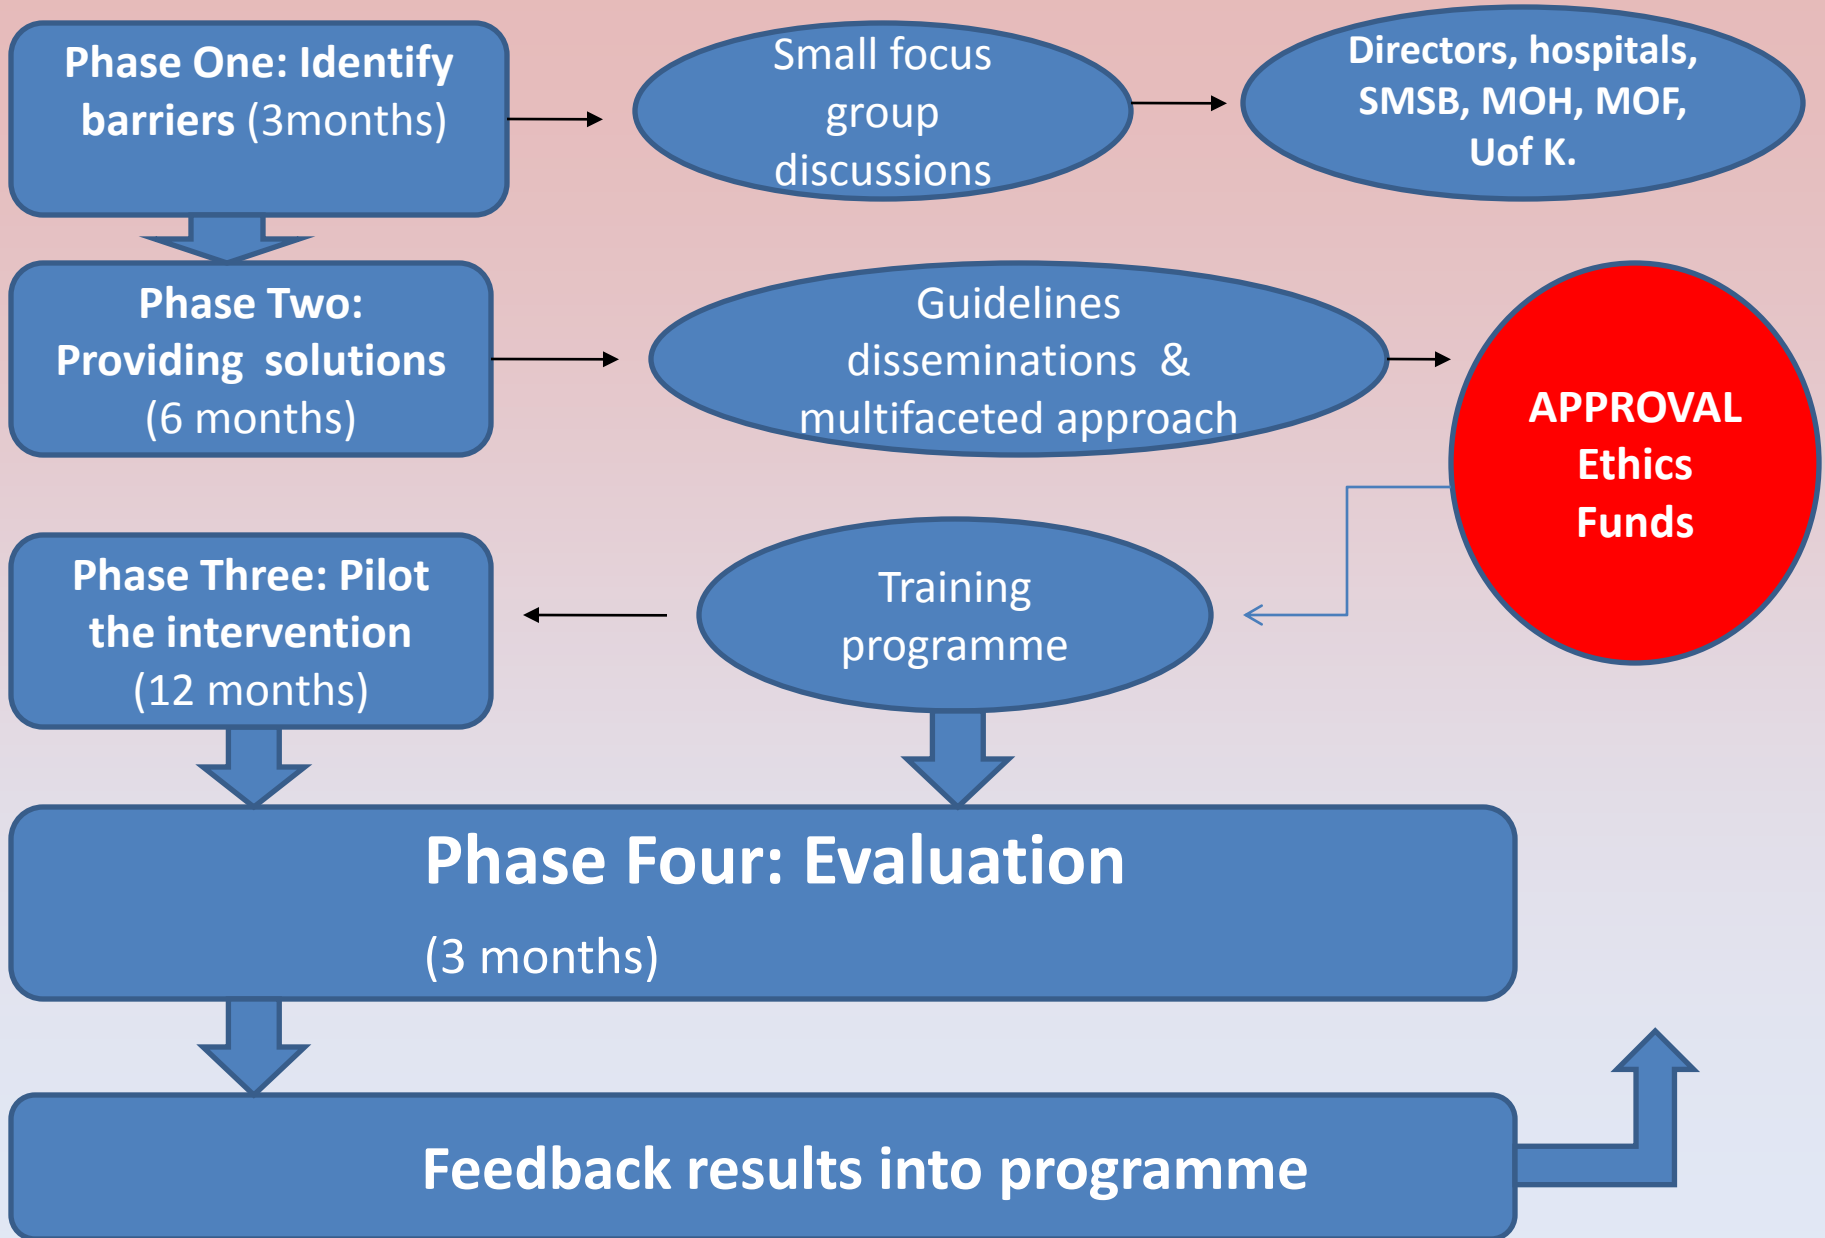 Phase One: Identify
barriers (3months)
Small focus
group
discussions
Directors, hospitals,
SMSB, MOH, MOF,
Uof K.
Phase Two:
Providing  solutions
(6 months)
Guidelines
disseminations  &
multifaceted approach
APPROVAL
Ethics
Funds
Phase Three: Pilot
the intervention
(12 months)
Training
programme
Phase Four: Evaluation
(3 months)
Feedback results into programme